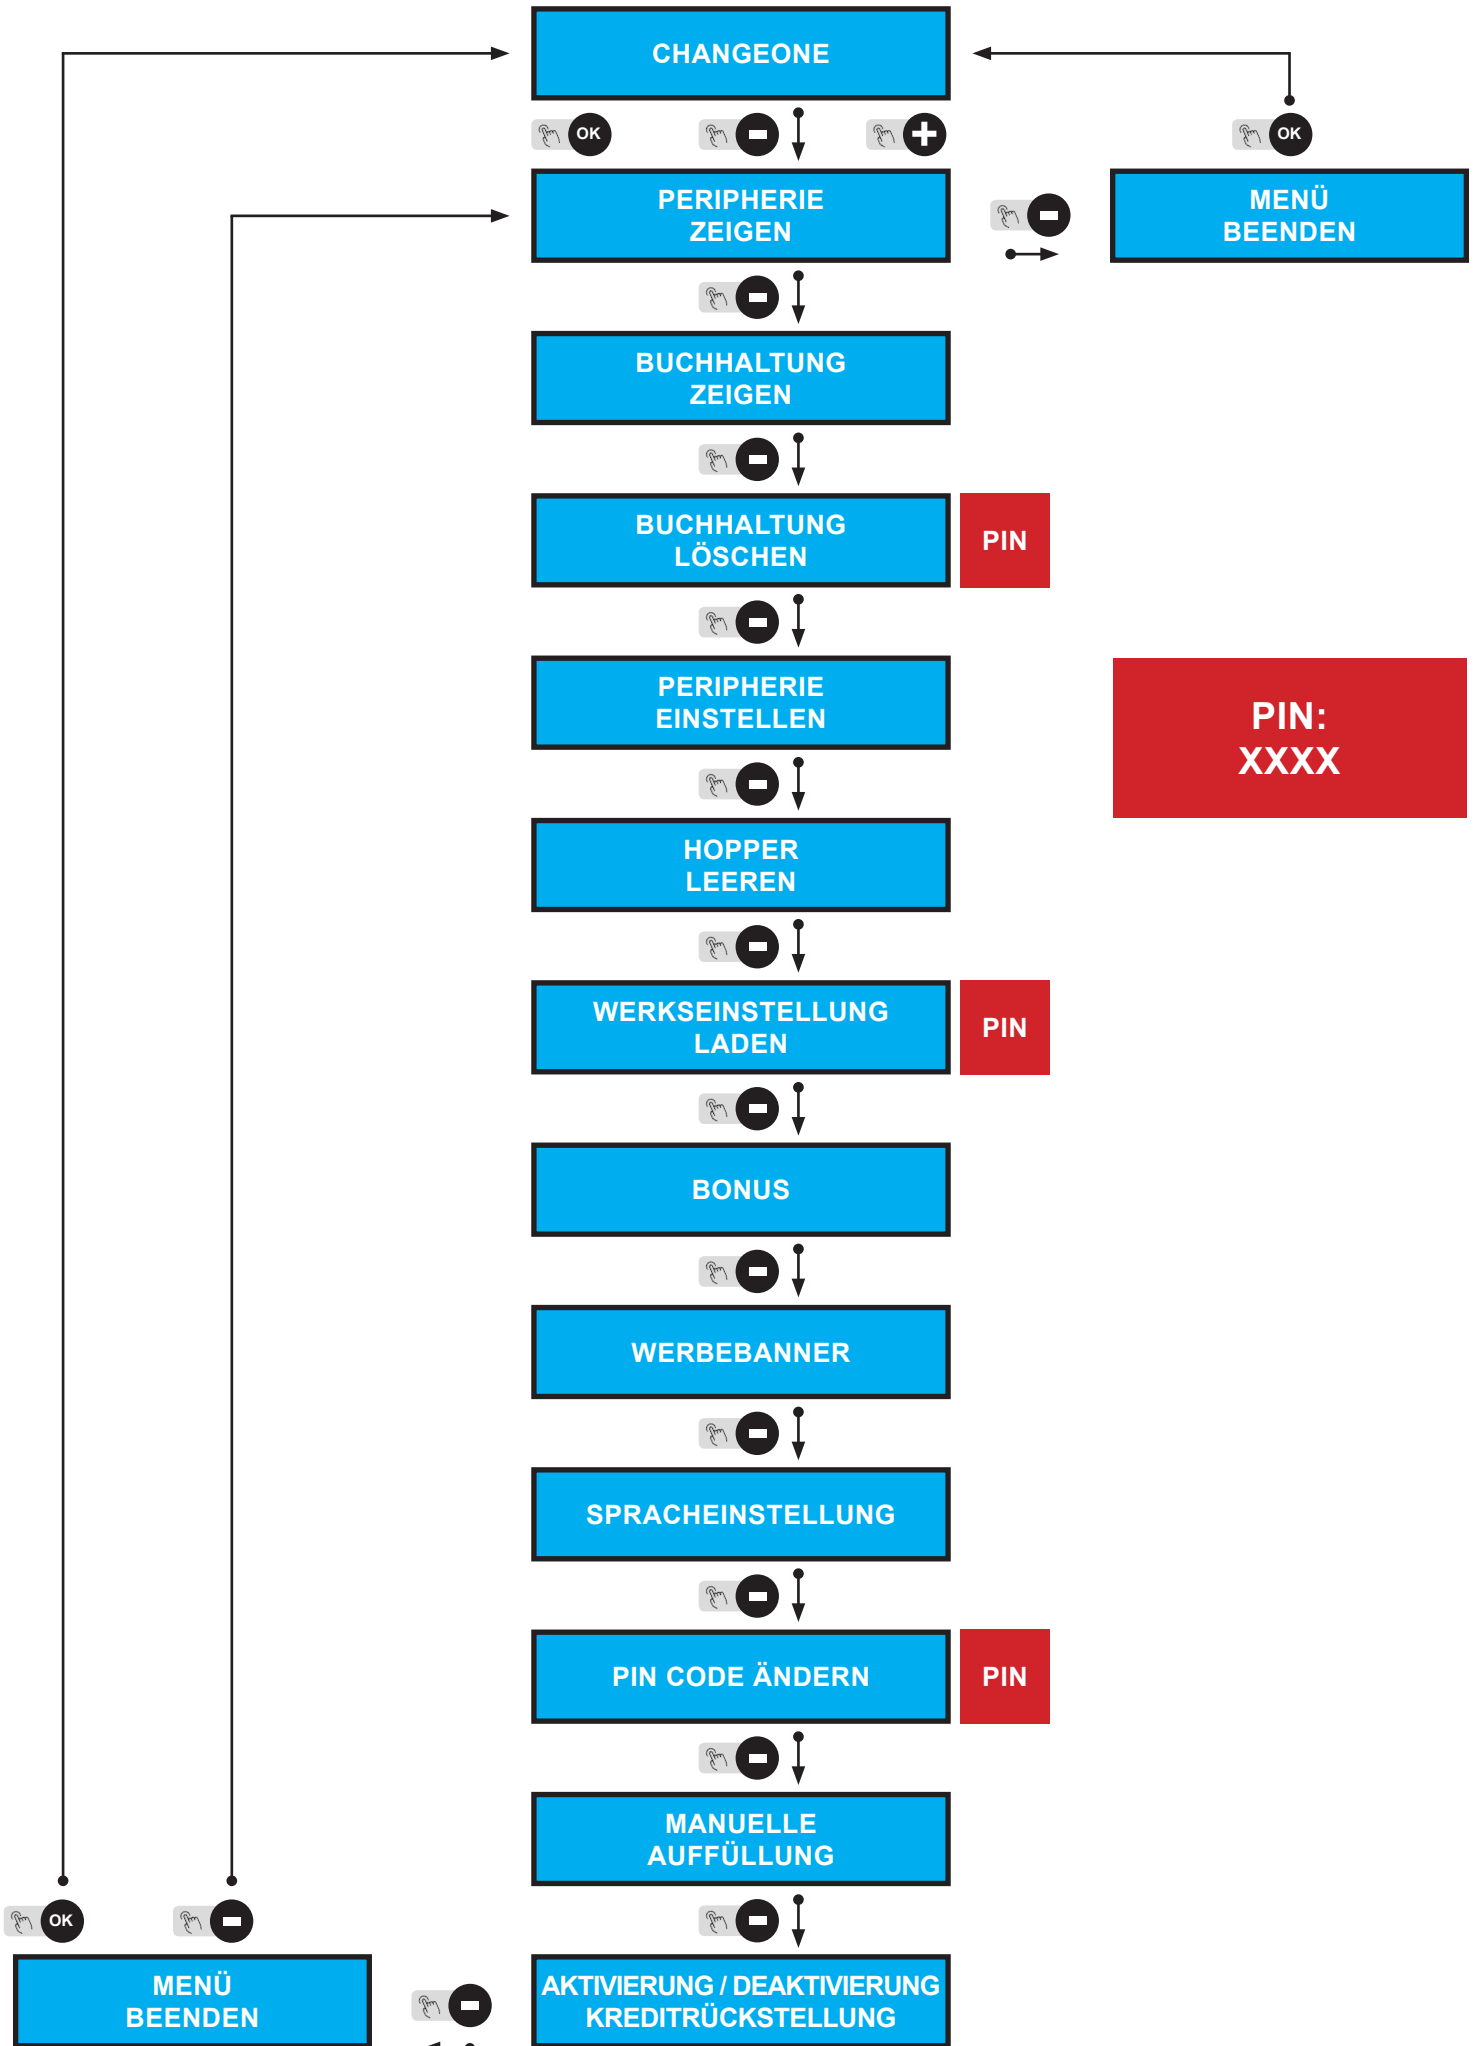 CHANGEONE
OK
OK
PERIPHERIE
ZEIGEN
MENÜ
BEENDEN
BUCHHALTUNG
ZEIGEN
BUCHHALTUNG
LÖSCHEN
PIN
PERIPHERIE
EINSTELLEN
PIN:
XXXX
HOPPER
LEEREN
WERKSEINSTELLUNG
LADEN
PIN
BONUS
WERBEBANNER
SPRACHEINSTELLUNG
PIN CODE ÄNDERN
PIN
MANUELLE
AUFFÜLLUNG
OK
MENÜ
BEENDEN
AKTIVIERUNG / DEAKTIVIERUNG
KREDITRÜCKSTELLUNG